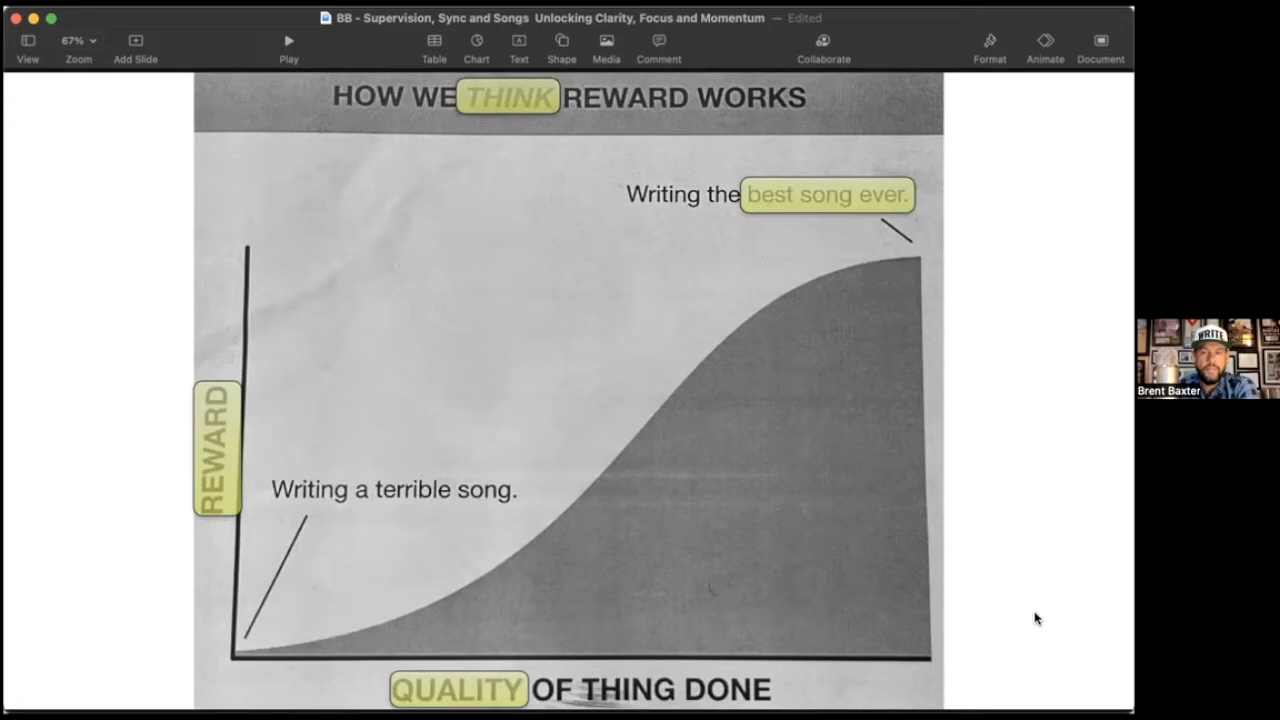 BB - Supervision, Sync and Songs Unlocking Clarity, Focus and Momentum — Edited
67%
View
Zoom
Add Slide
Play
Table
Chart
Text
Shape
Media
Comment
Collaborate
Format
Animate
Document
HOW WE THINK REWARD WORKS
Writing the best song ever.
REWARD
Writing a terrible song.
QUALITY OF THING DONE
WRITE
Brent Baxter